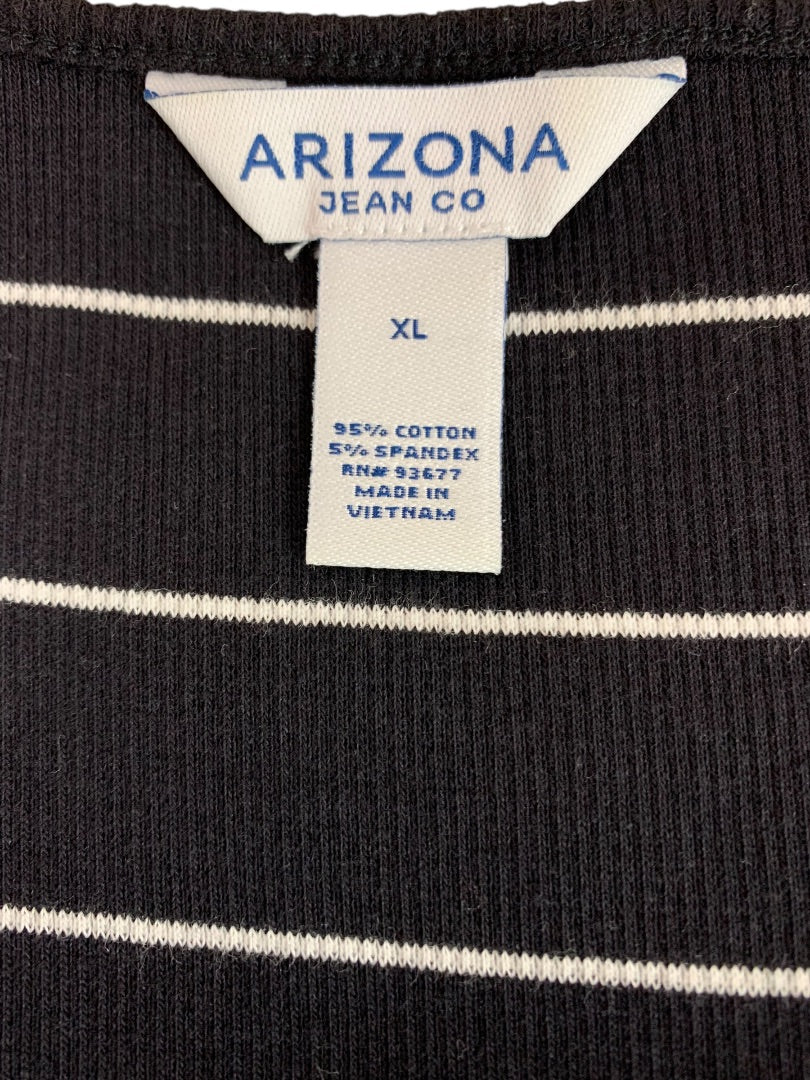 ARIZONA
JEAN CO
XL
95% COTTON
5% SPANDEX
RN# 93677
MADE IN
VIETNAM